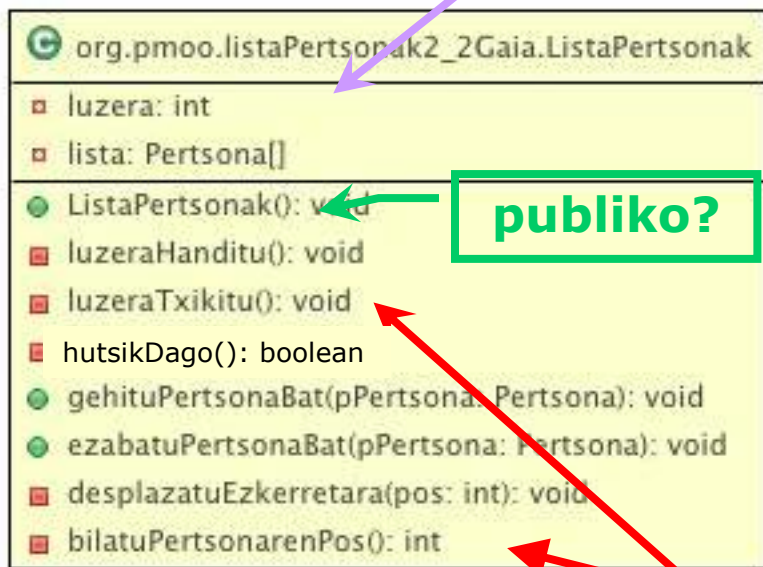 C org.pmoo.listaPertsonak2_2Gaia.ListaPertsonak
luzera: int
lista: Pertsona[]
ListaPertsonak(): void
publiko?
luzeraHanditu(): void
luzeraTxikitu(): void
hutsikDago(): boolean
gehituPertsonaBat(pPertsona: Pertsona): void
ezabatuPertsonaBat(pPertsona: Pertsona): void
desplazatuEzkerretara(pos: int): void
bilatuPertsonarenPos(): int